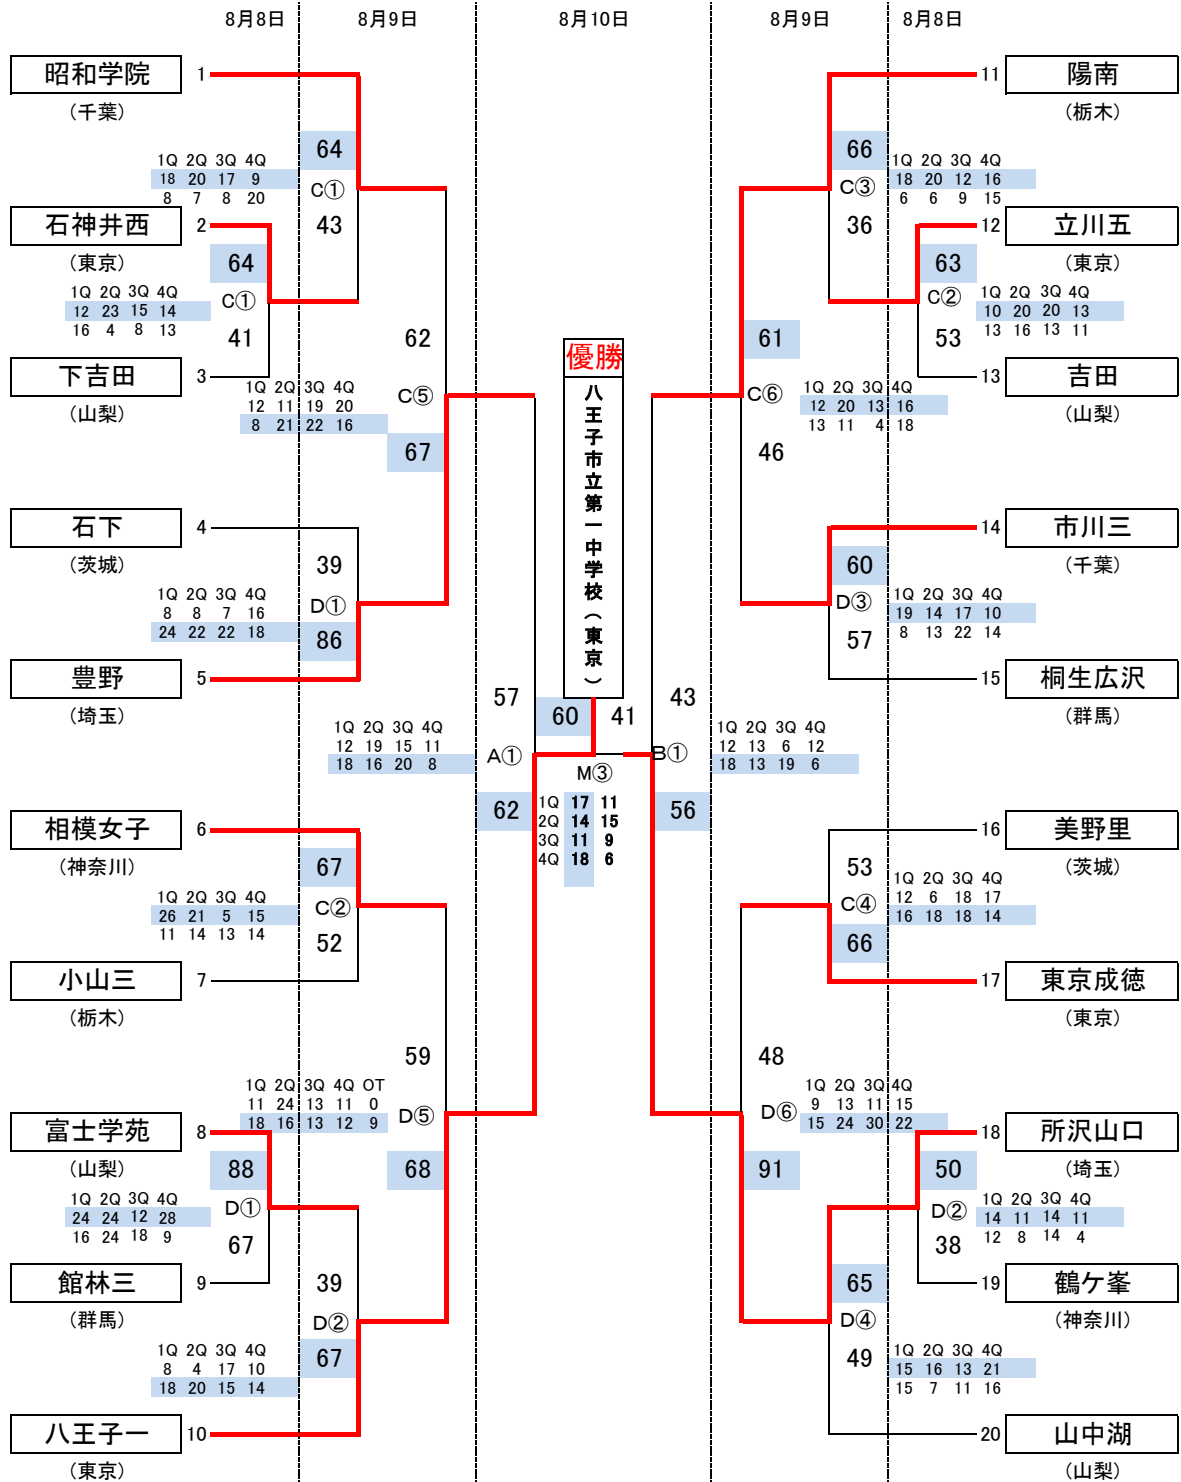 8月8日 8月9日 8月10日 8月9日 8月8日
昭和学院 1
(千葉)
1Q 2Q 3Q 4Q
18 20 17 9
8 7 8 20
64
C①
43
石神井西 2
(東京)
64
C①
41
1Q 2Q 3Q 4Q
12 23 15 14
16 4 8 13
下吉田 3
(山梨)
1Q 2Q 3Q 4Q
12 11 19 20
8 21 22 16
62
C⑤
67
石下 4
(茨城)
1Q 2Q 3Q 4Q
8 8 7 16
24 22 22 18
39
D①
86
豊野 5
(埼玉)
1Q 2Q 3Q 4Q
12 19 15 11
18 16 20 8
57
A①
62
相模女子 6
(神奈川)
1Q 2Q 3Q 4Q
26 21 5 15
11 14 13 14
67
C②
52
小山三 7
(栃木)
1Q 2Q 3Q 4Q OT
11 24 13 11 0
18 16 13 12 9
59
D⑤
68
富士学苑 8
(山梨)
88
D①
67
1Q 2Q 3Q 4Q
24 24 12 28
16 24 18 9
館林三 9
(群馬)
39
D②
67
1Q 2Q 3Q 4Q
8 4 17 10
18 20 15 14
八王子一 10
(東京)
優勝
八王子市立第一中学校(東京)
60 41
M③
1Q 17 11
2Q 14 15
3Q 11 9
4Q 18 6
43
B①
56
1Q 2Q 3Q 4Q
12 13 6 12
18 13 19 6
11 陽南
(栃木)
66
C③
36
1Q 2Q 3Q 4Q
18 20 12 16
6 6 9 15
12 立川五
(東京)
63
C②
53
1Q 2Q 3Q 4Q
10 20 20 13
13 16 13 11
13 吉田
(山梨)
61
C⑥
46
1Q 2Q 3Q 4Q
12 20 13 16
13 11 4 18
14 市川三
(千葉)
60
D③
57
1Q 2Q 3Q 4Q
19 14 17 10
8 13 22 14
15 桐生広沢
(群馬)
16 美野里
(茨城)
53
C④
66
1Q 2Q 3Q 4Q
12 6 18 17
16 18 18 14
17 東京成徳
(東京)
48
D⑥
91
1Q 2Q 3Q 4Q
9 13 11 15
15 24 30 22
18 所沢山口
(埼玉)
50
D②
38
1Q 2Q 3Q 4Q
14 11 14 11
12 8 14 4
19 鶴ケ峯
(神奈川)
65
D④
49
1Q 2Q 3Q 4Q
15 16 13 21
15 7 11 16
20 山中湖
(山梨)